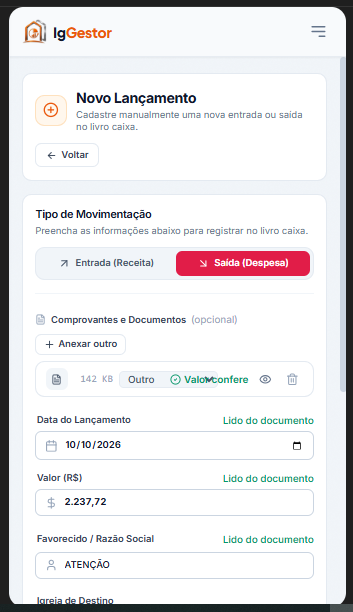 IgGestor
Novo Lançamento
Cadastre manualmente uma nova entrada ou saída
no livro caixa.
Voltar
Tipo de Movimentação
Preencha as informações abaixo para registrar no livro caixa.
Entrada (Receita)
Saída (Despesa)
Comprovantes e Documentos (opcional)
Anexar outro
142 KB
Outro
Valor confere
Data do Lançamento
Lido do documento
10/10/2026
Valor (R$)
Lido do documento
$ 2.237,72
Favorecido / Razão Social
Lido do documento
ATENÇÃO
Igreja de Destino